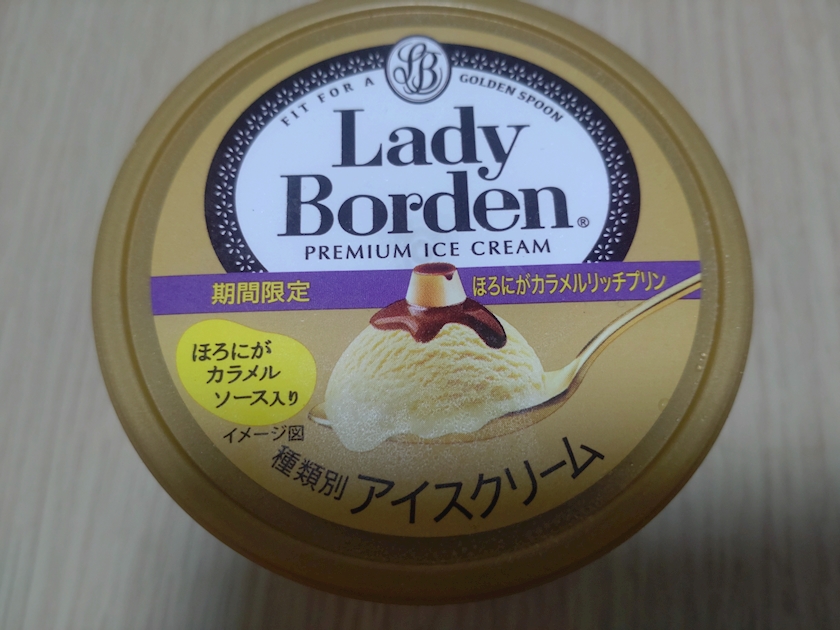 LB
FIT FOR A GOLDEN SPOON
Lady
Borden®
PREMIUM ICE CREAM
期間限定
ほろにがカラメルリッチプリン
ほろにが
カラメル
ソース入り
イメージ図
種類別 アイスクリーム